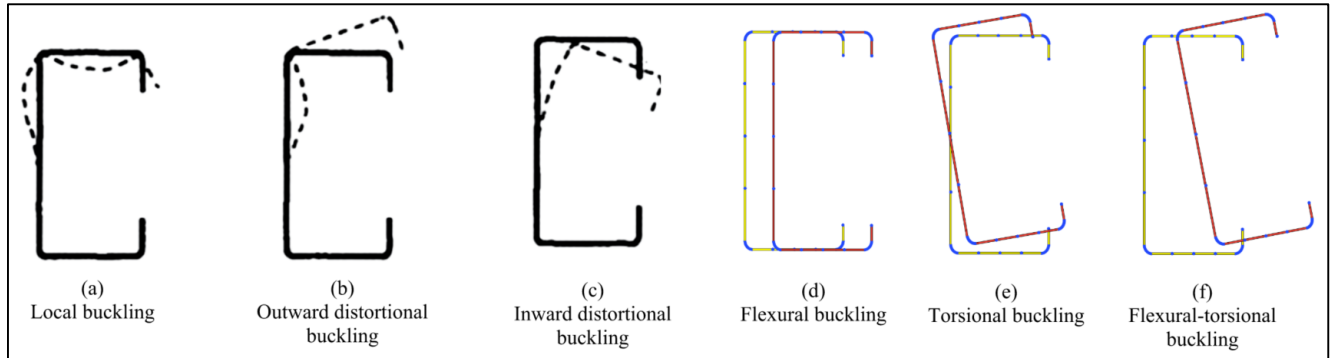 (a)
Local buckling
(b)
Outward distortional
buckling
(c)
Inward distortional
buckling
(d)
Flexural buckling
(e)
Torsional buckling
(f)
Flexural-torsional
buckling